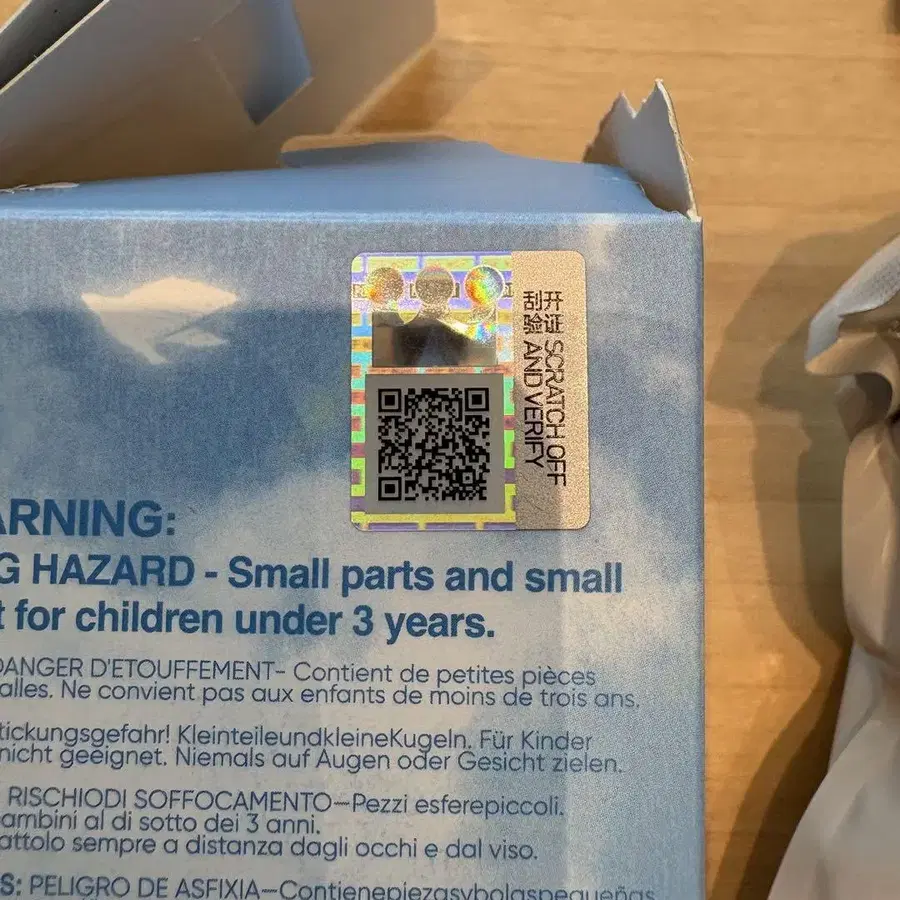 刮开
验证
SCRATCH OFF
AND VERIFY
ARNING:
G HAZARD - Small parts and small
t for children under 3 years.
DANGER D'ETOUFFEMENT- Contient de petites pièces
alles. Ne convient pas aux enfants de moins de trois ans.
tickungsgefahr! KleinteileundkleineKugeln. Für Kinder
nicht geeignet. Niemals auf Augen oder Gesicht zielen.
RISCHIODI SOFFOCAMENTO—Pezzi esferepiccoli.
ambini al di sotto dei 3 anni.
attolo sempre a distanza dagli occhi e dal viso.
S: PELIGRO DE ASFIXIA—Contienepiezasybolaspequeñas